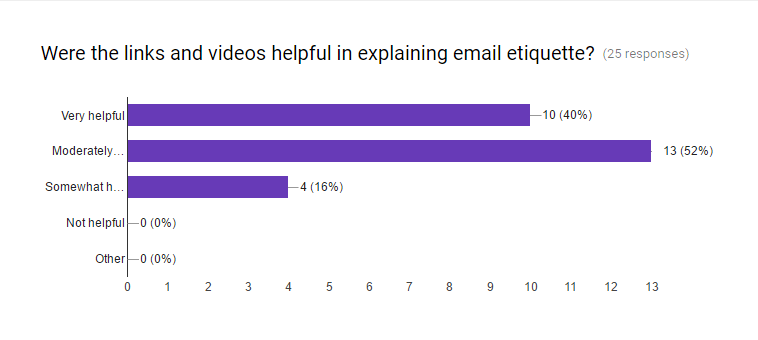 Were the links and videos helpful in explaining email etiquette? (25 responses)
Very helpful 10 (40%)
Moderately... 13 (52%)
Somewhat h... 4 (16%)
Not helpful 0 (0%)
Other 0 (0%)
0 1 2 3 4 5 6 7 8 9 10 11 12 13